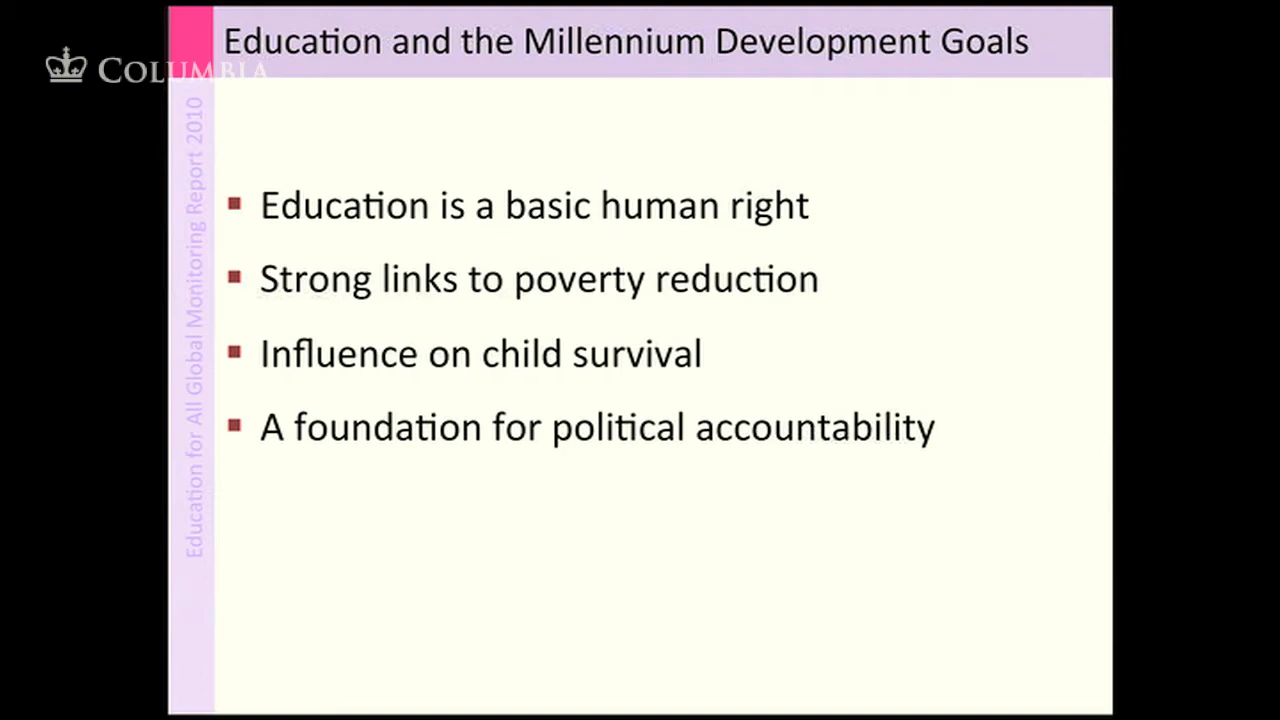 Education and the Millennium Development Goals
COLUMBIA
Education for All Global Monitoring Report 2010
Education is a basic human right
Strong links to poverty reduction
Influence on child survival
A foundation for political accountability